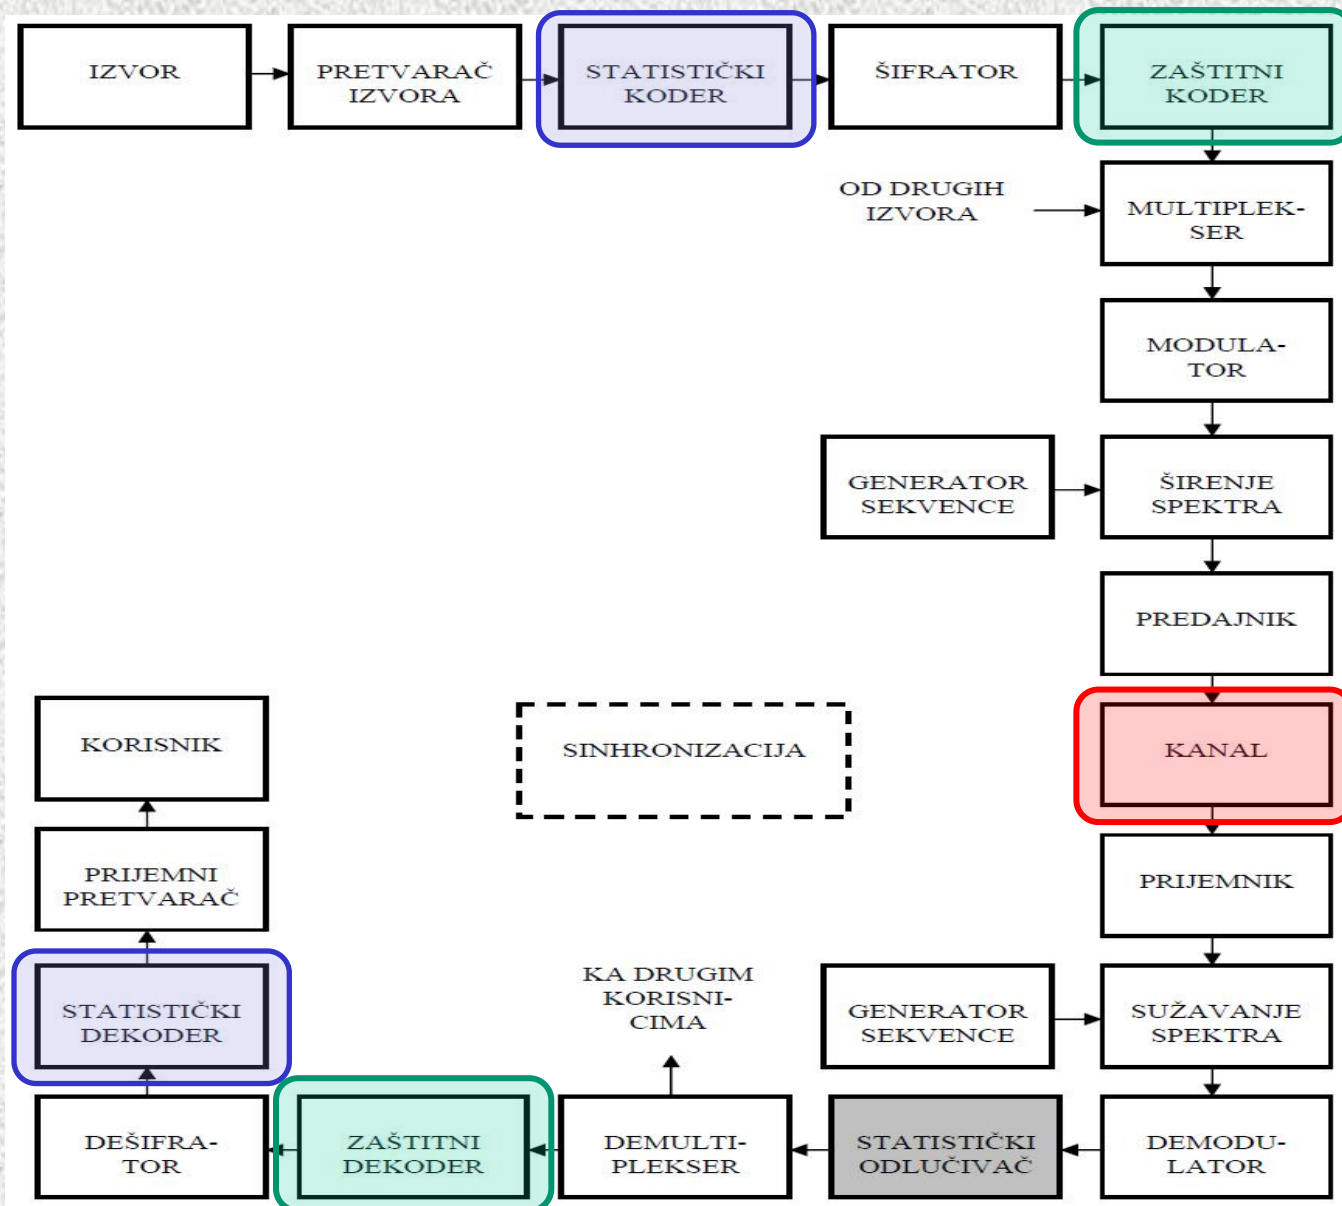 IZVOR
PRETVARAČ
IZVORA
STATISTIČKI
KODER
ŠIFRATOR
ZAŠTITNI
KODER
OD DRUGIH
IZVORA
MULTIPLEK-
SER
MODULA-
TOR
GENERATOR
SEKVENCE
ŠIRENJE
SPEKTRA
PREDAJNIK
KORISNIK
SINHRONIZACIJA
KANAL
PRIJEMNI
PRETVARAČ
PRIJEMNIK
STATISTIČKI
DEKODER
KA DRUGIM
KORISNI-
CIMA
GENERATOR
SEKVENCE
SUŽAVANJE
SPEKTRA
DEŠIFRA-
TOR
ZAŠTITNI
DEKODER
DEMULTI-
PLEKSER
STATISTIČKI
ODLUČIVAČ
DEMODU-
LATOR